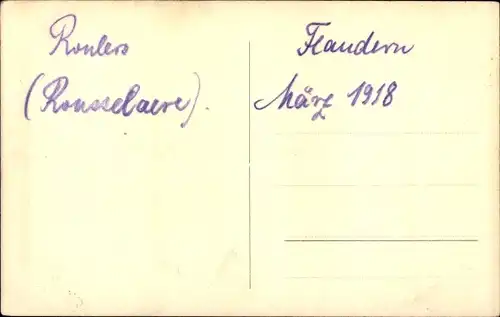 Roulers
(Rousselaere).
Flandern
März 1918